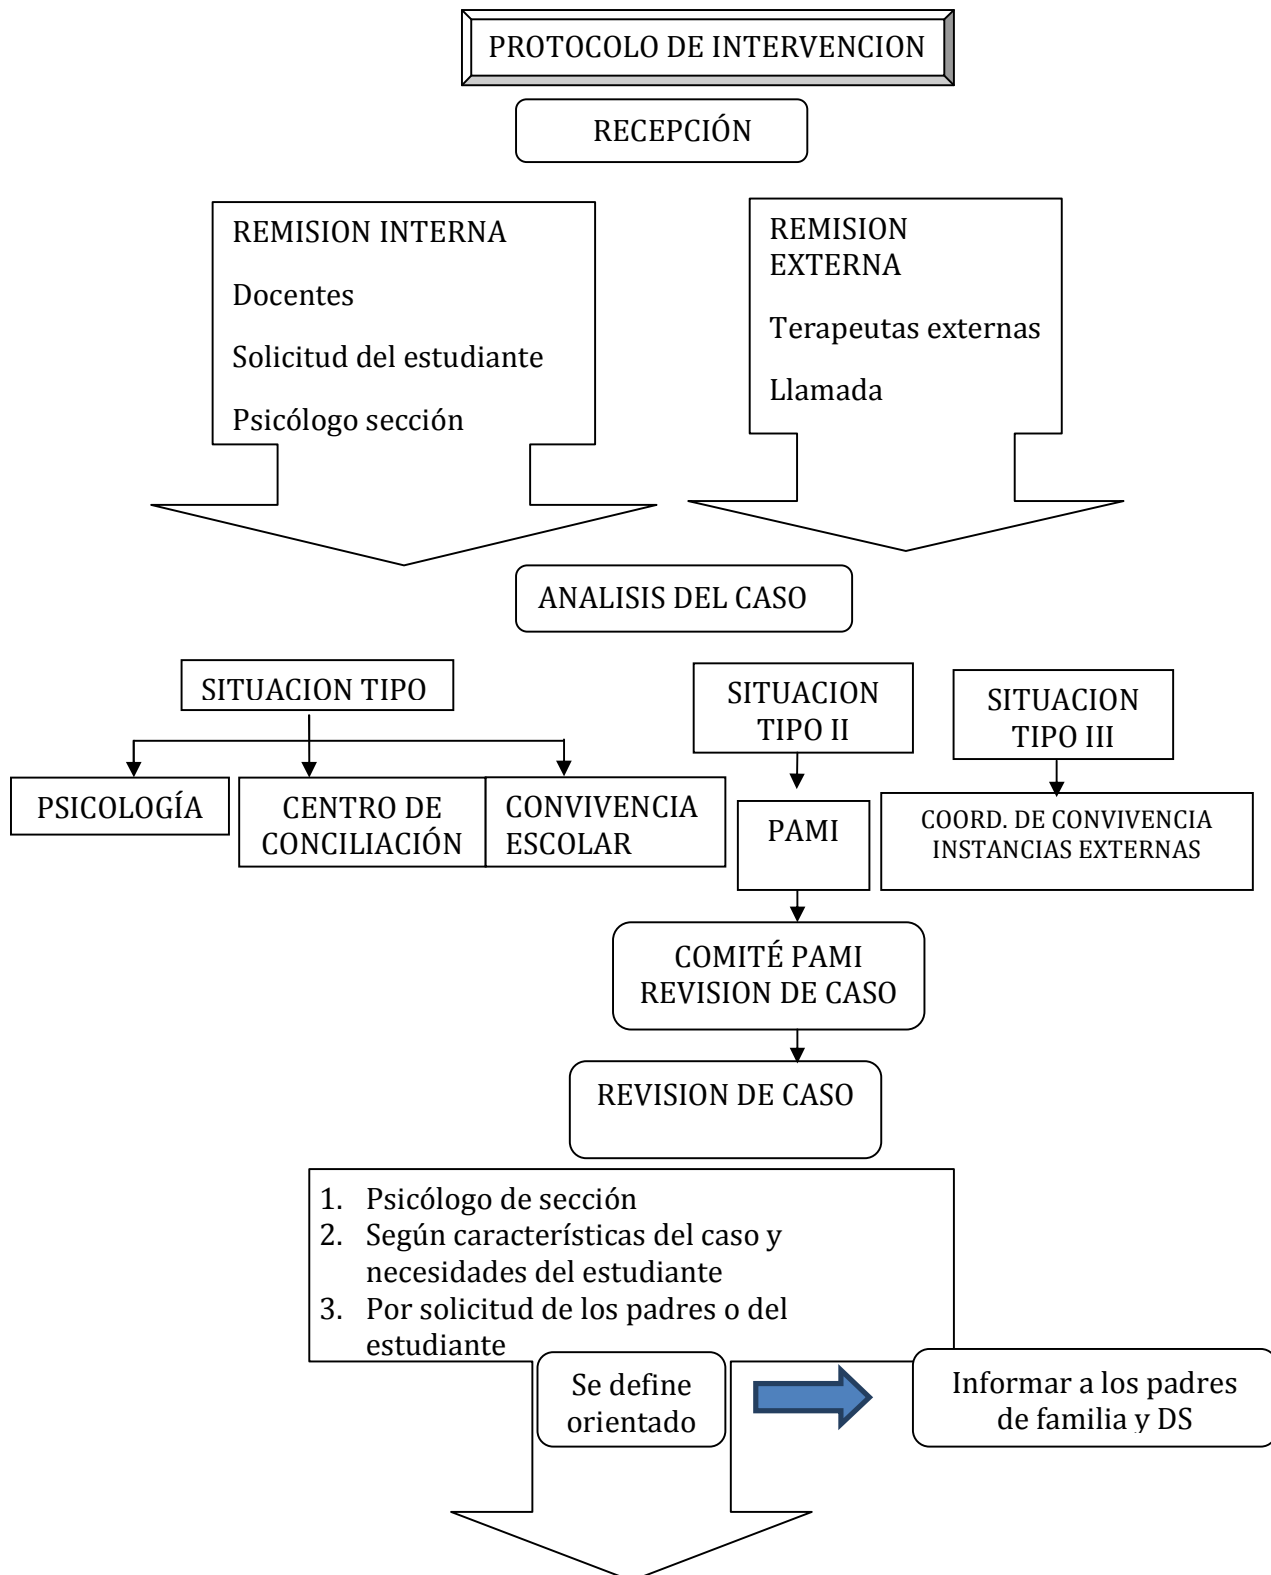 PROTOCOLO DE INTERVENCION
RECEPCIÓN
REMISION INTERNA
Docentes
Solicitud del estudiante
Psicólogo sección
REMISION
EXTERNA
Terapeutas externas
Llamada
ANALISIS DEL CASO
SITUACION TIPO
SITUACION
TIPO II
SITUACION
TIPO III
PSICOLOGÍA
CENTRO DE
CONCILIACIÓN
CONVIVENCIA
ESCOLAR
PAMI
COORD. DE CONVIVENCIA
INSTANCIAS EXTERNAS
COMITÉ PAMI
REVISION DE CASO
REVISION DE CASO
1. Psicólogo de sección
2. Según características del caso y
necesidades del estudiante
3. Por solicitud de los padres o del
estudiante
Se define
orientado
Informar a los padres
de familia y DS